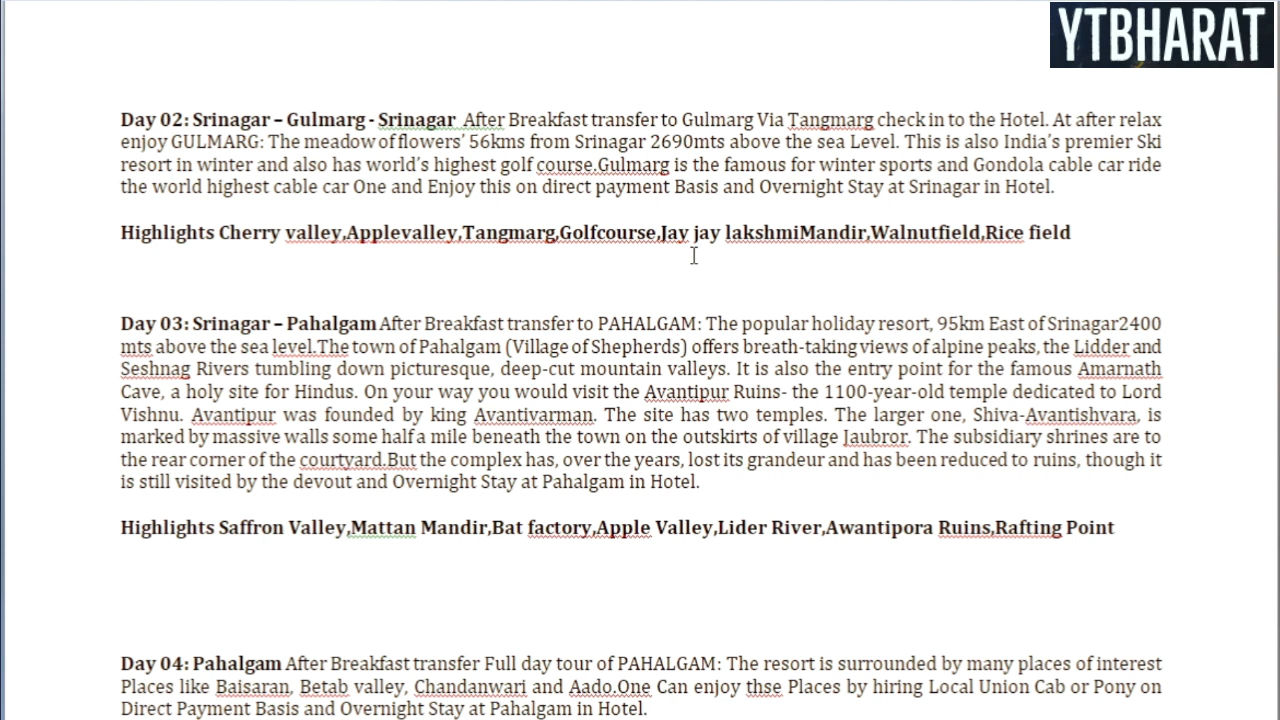 YTBHARAT
Day 02: Srinagar – Gulmarg - Srinagar After Breakfast transfer to Gulmarg Via Tangmarg check in to the Hotel. At after relax
enjoy GULMARG: The meadow of flowers’ 56kms from Srinagar 2690mts above the sea Level. This is also India’s premier Ski
resort in winter and also has world’s highest golf course.Gulmarg is the famous for winter sports and Gondola cable car ride
the world highest cable car One and Enjoy this on direct payment Basis and Overnight Stay at Srinagar in Hotel.
Highlights Cherry valley,Applevalley,Tangmarg,Golfcourse,Jay jay lakshmiMandir,Walnutfield,Rice field
Day 03: Srinagar – Pahalgam After Breakfast transfer to PAHALGAM: The popular holiday resort, 95km East of Srinagar2400
mts above the sea level.The town of Pahalgam (Village of Shepherds) offers breath-taking views of alpine peaks, the Lidder and
Seshnag Rivers tumbling down picturesque, deep-cut mountain valleys. It is also the entry point for the famous Amarnath
Cave, a holy site for Hindus. On your way you would visit the Avantipur Ruins- the 1100-year-old temple dedicated to Lord
Vishnu. Avantipur was founded by king Avantivarman. The site has two temples. The larger one, Shiva-Avantishvara, is
marked by massive walls some half a mile beneath the town on the outskirts of village Jaubror. The subsidiary shrines are to
the rear corner of the courtyard.But the complex has, over the years, lost its grandeur and has been reduced to ruins, though it
is still visited by the devout and Overnight Stay at Pahalgam in Hotel.
Highlights Saffron Valley,Mattan Mandir,Bat factory,Apple Valley,Lider River,Awantipora Ruins,Rafting Point
Day 04: Pahalgam After Breakfast transfer Full day tour of PAHALGAM: The resort is surrounded by many places of interest
Places like Baisaran, Betab valley, Chandanwari and Aado.One Can enjoy thse Places by hiring Local Union Cab or Pony on
Direct Payment Basis and Overnight Stay at Pahalgam in Hotel.